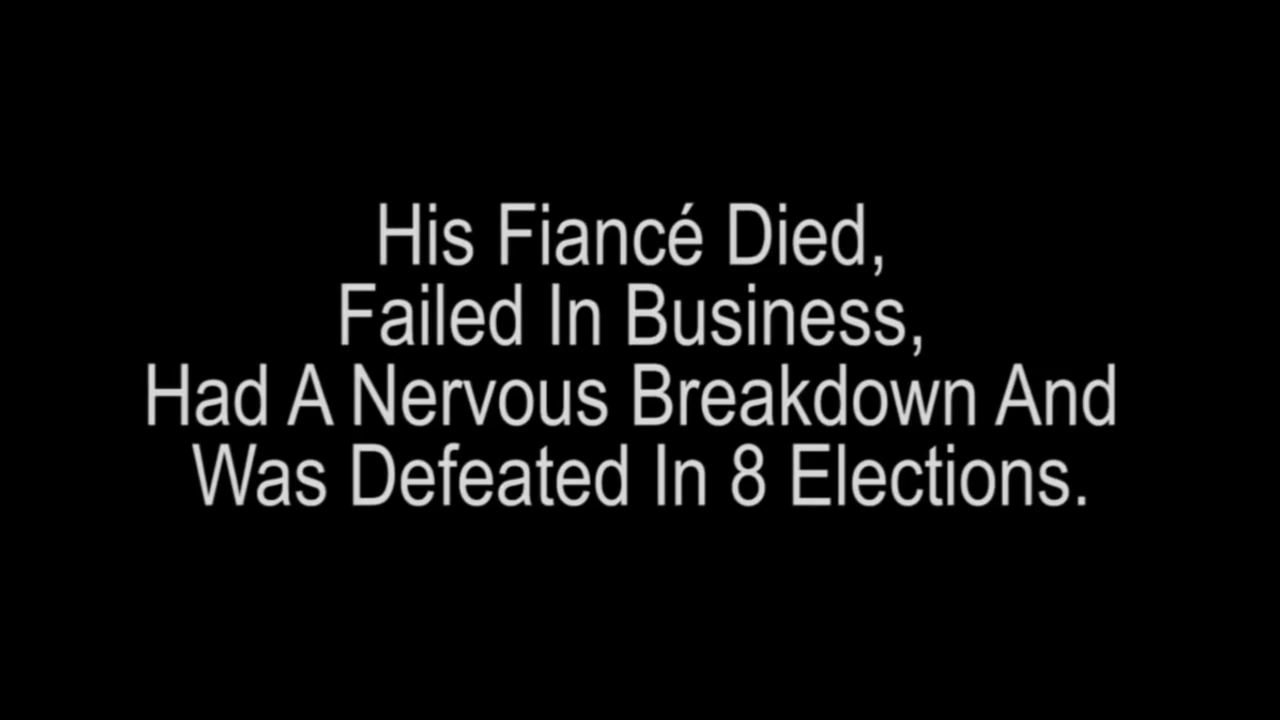 His Fiancé Died,
Failed In Business,
Had A Nervous Breakdown And
Was Defeated In 8 Elections.